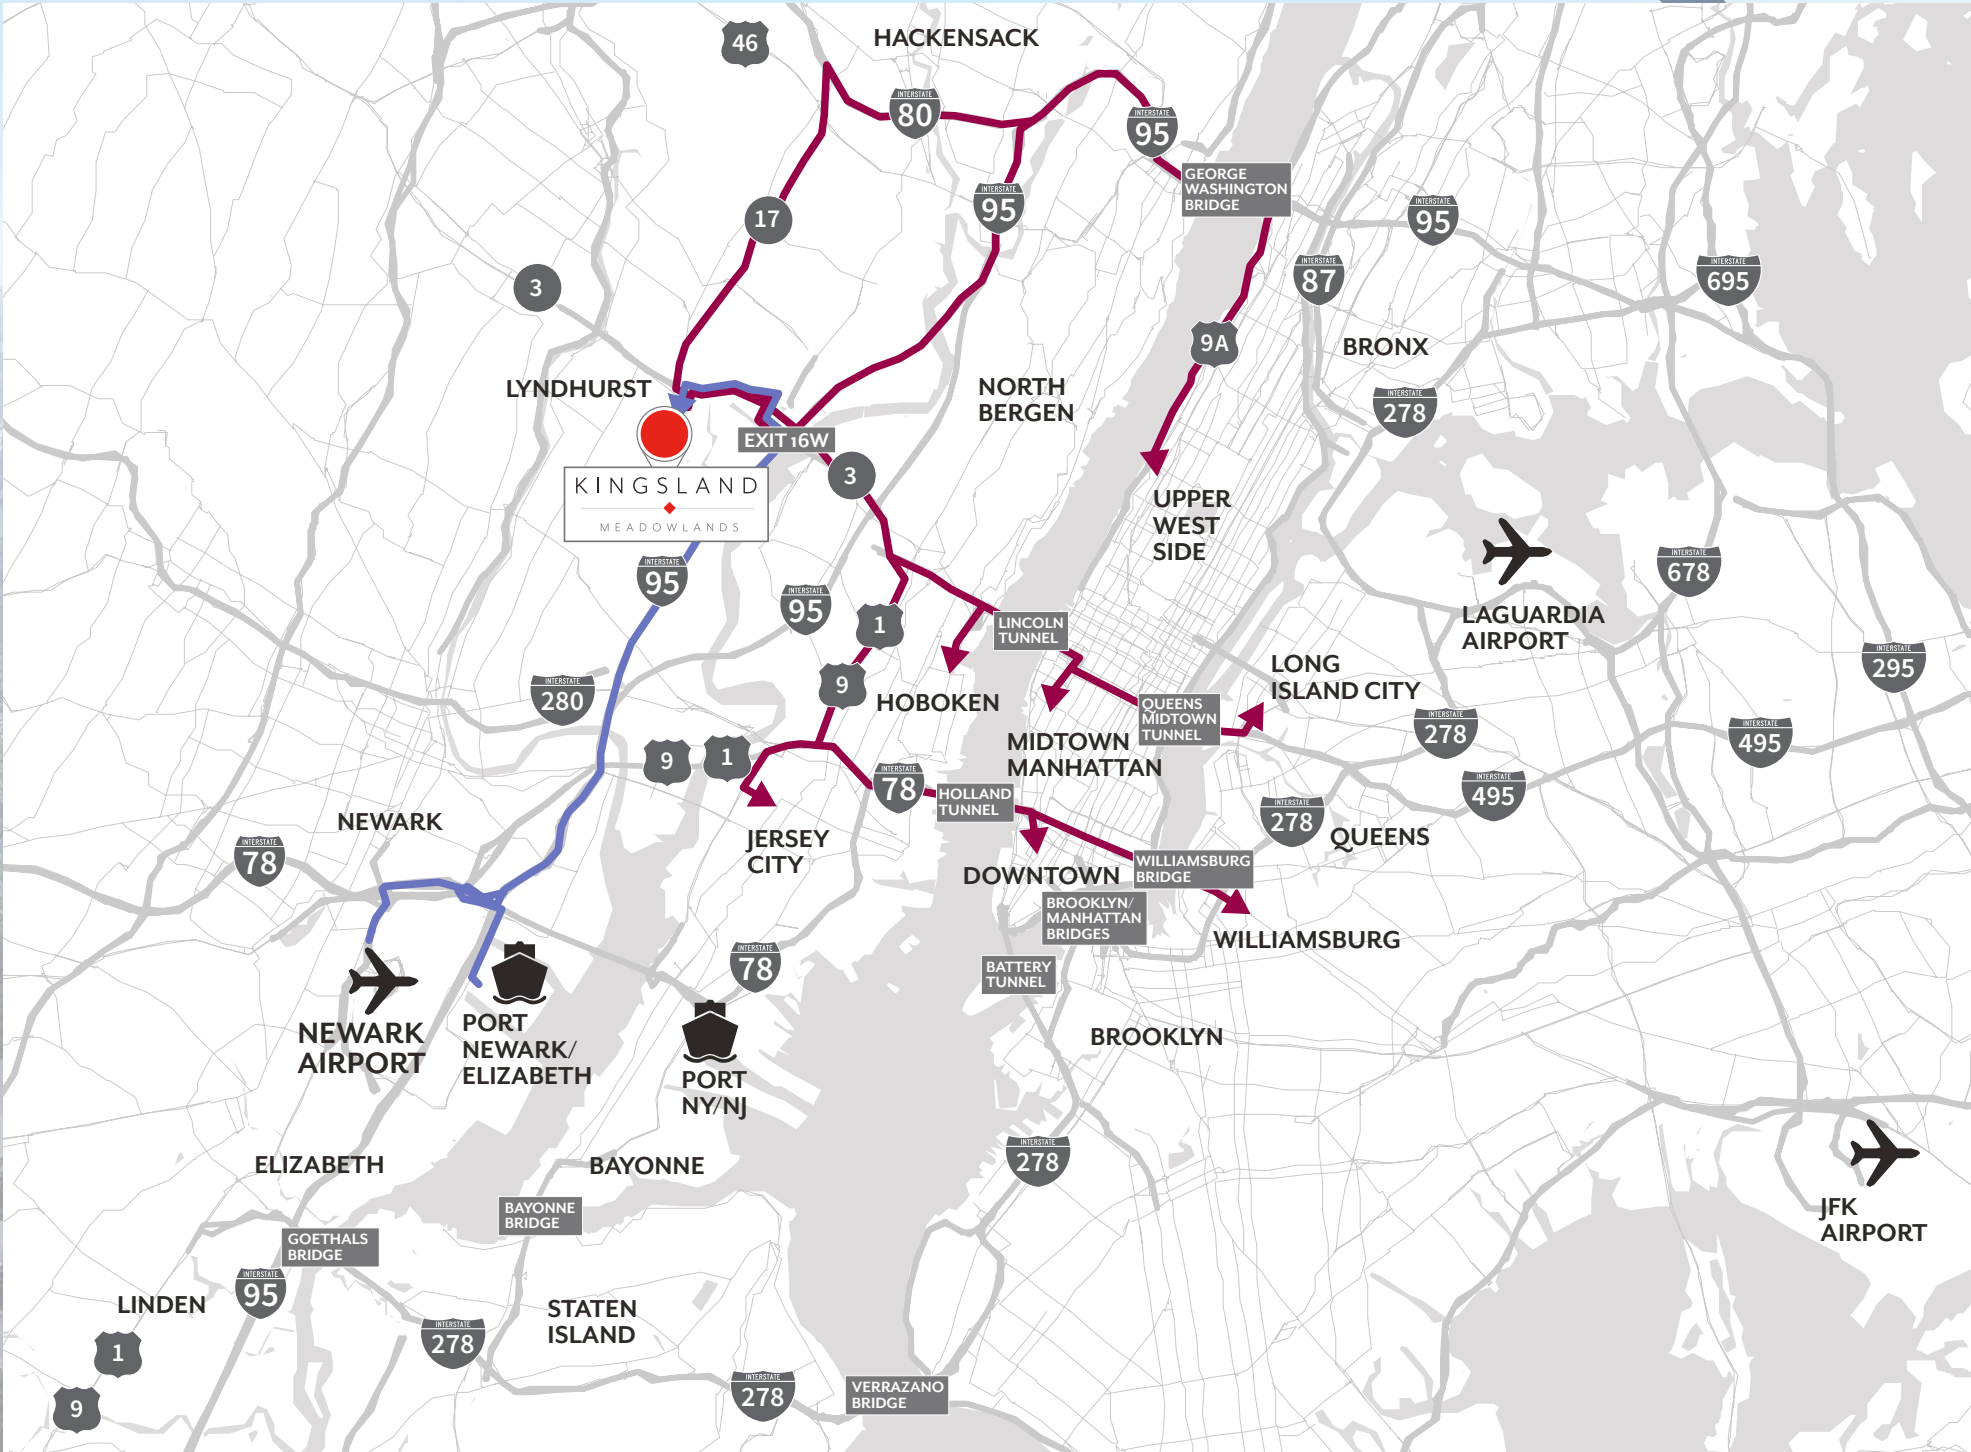 46
HACKENSACK
INTERSTATE
80
INTERSTATE
95
GEORGE
WASHINGTON
BRIDGE
17
INTERSTATE
95
INTERSTATE
95
3
INTERSTATE
87
INTERSTATE
695
9A
BRONX
LYNDHURST
NORTH
BERGEN
INTERSTATE
278
EXIT 16W
3
KINGSLAND
MEADOWLANDS
UPPER
WEST
SIDE
INTERSTATE
95
INTERSTATE
95
1
INTERSTATE
678
LAGUARDIA
AIRPORT
LINCOLN
TUNNEL
INTERSTATE
280
9
HOBOKEN
LONG
ISLAND CITY
INTERSTATE
295
QUEENS
MIDTOWN
TUNNEL
INTERSTATE
278
INTERSTATE
495
MIDTOWN
MANHATTAN
9
1
INTERSTATE
78
HOLLAND
TUNNEL
INTERSTATE
495
INTERSTATE
278
QUEENS
NEWARK
INTERSTATE
78
JERSEY
CITY
DOWNTOWN
WILLIAMSBURG
BRIDGE
BROOKLYN/
MANHATTAN
BRIDGES
WILLIAMSBURG
INTERSTATE
78
BATTERY
TUNNEL
NEWARK
AIRPORT
PORT
NEWARK/
ELIZABETH
PORT
NY/NJ
BROOKLYN
INTERSTATE
278
ELIZABETH
BAYONNE
JFK
AIRPORT
BAYONNE
BRIDGE
GOETHALS
BRIDGE
INTERSTATE
95
LINDEN
STATEN
ISLAND
1
INTERSTATE
278
INTERSTATE
278
VERRAZANO
BRIDGE
9